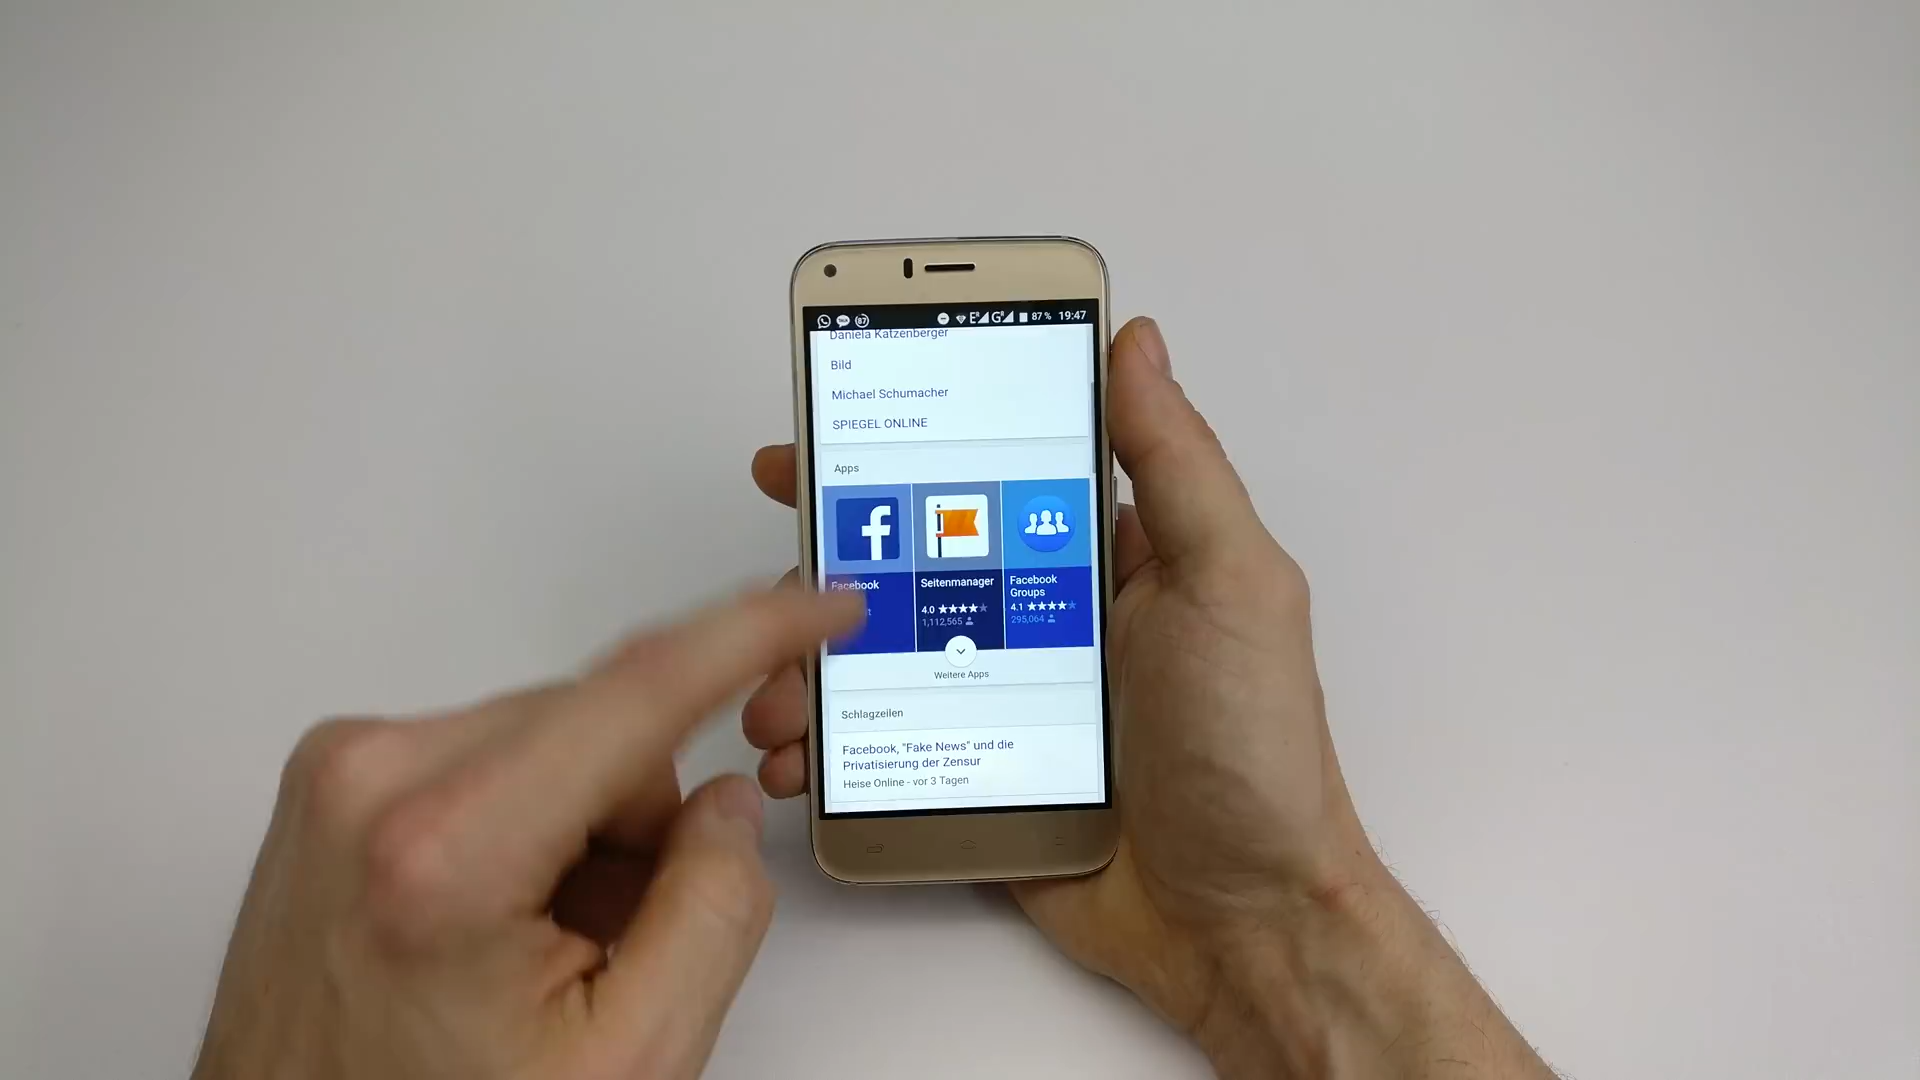 87 87 % 19:47
Daniela Katzenberger
Bild
Michael Schumacher
SPIEGEL ONLINE
Apps
Facebook
Seitenmanager
4.0
1,112,565
Facebook
Groups
4.1
295,064
Weitere Apps
Schlagzeilen
Facebook, "Fake News" und die
Privatisierung der Zensur
Heise Online - vor 3 Tagen